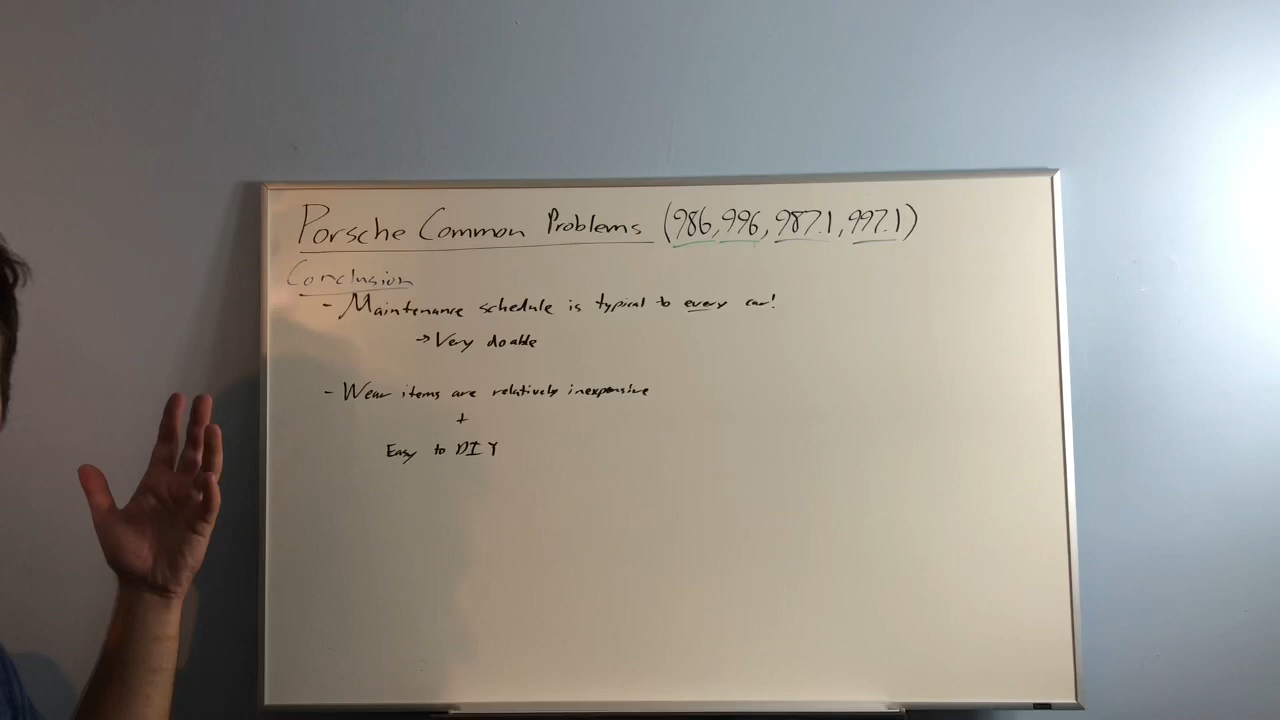 Porsche Common Problems (986, 996, 987.1, 997.1)
Conclusion
- Maintenance schedule is typical to every car!
→ Very doable
- Wear items are relatively inexpensive
+
Easy to DIY